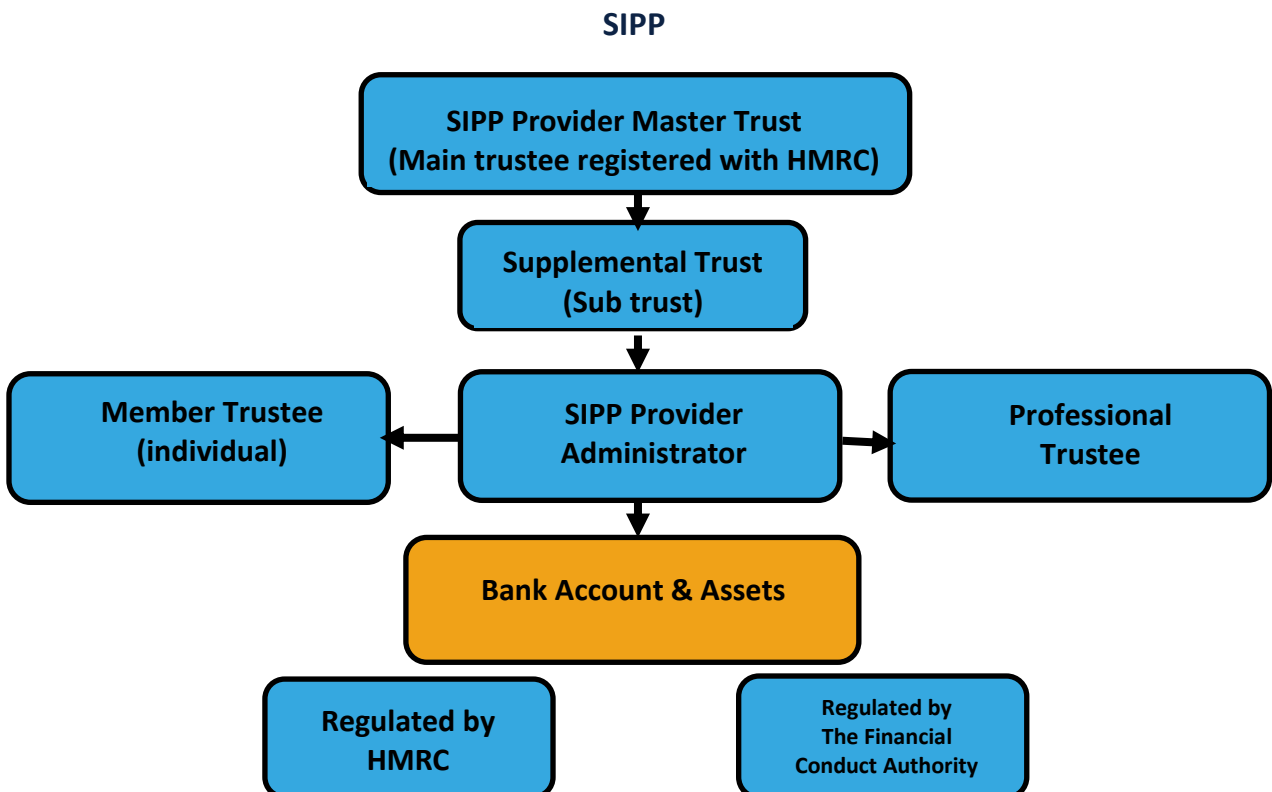 SIPP
SIPP Provider Master Trust
(Main trustee registered with HMRC)
Supplemental Trust
(Sub trust)
Member Trustee
(individual)
SIPP Provider
Administrator
Professional
Trustee
Bank Account & Assets
Regulated by
HMRC
Regulated by
The Financial
Conduct Authority